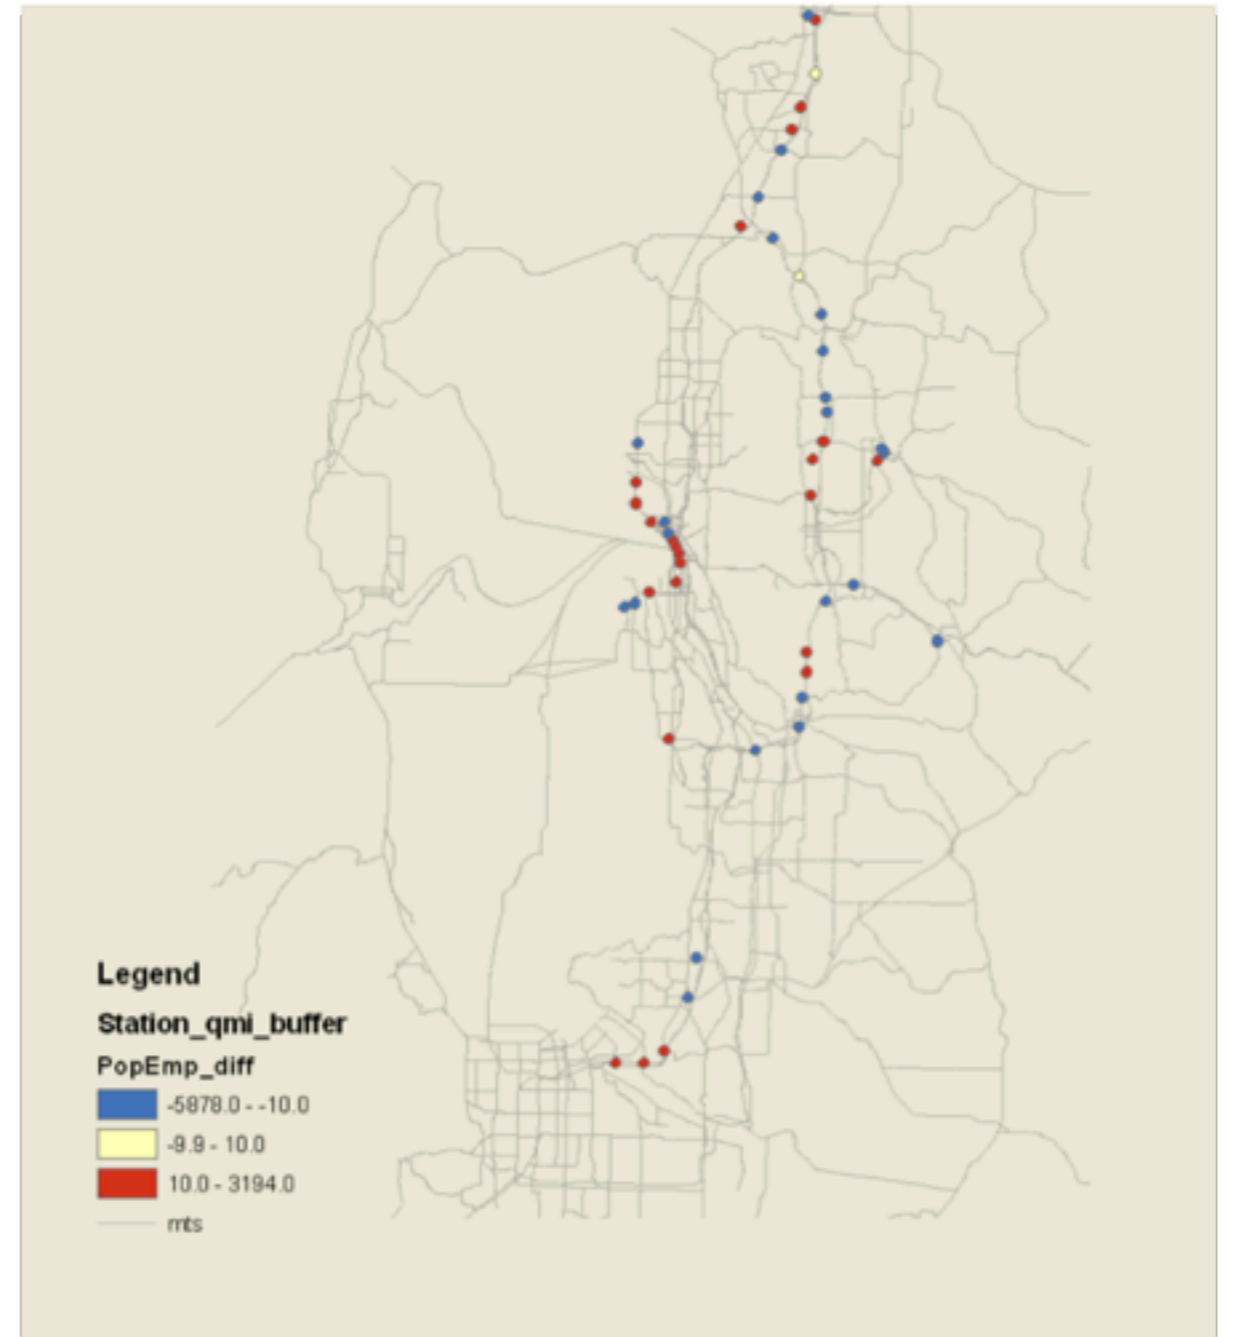 Legend
Station_qmi_buffer
PopEmp_diff
-5878.0 - -10.0
-9.9 - 10.0
10.0 - 3194.0
mts